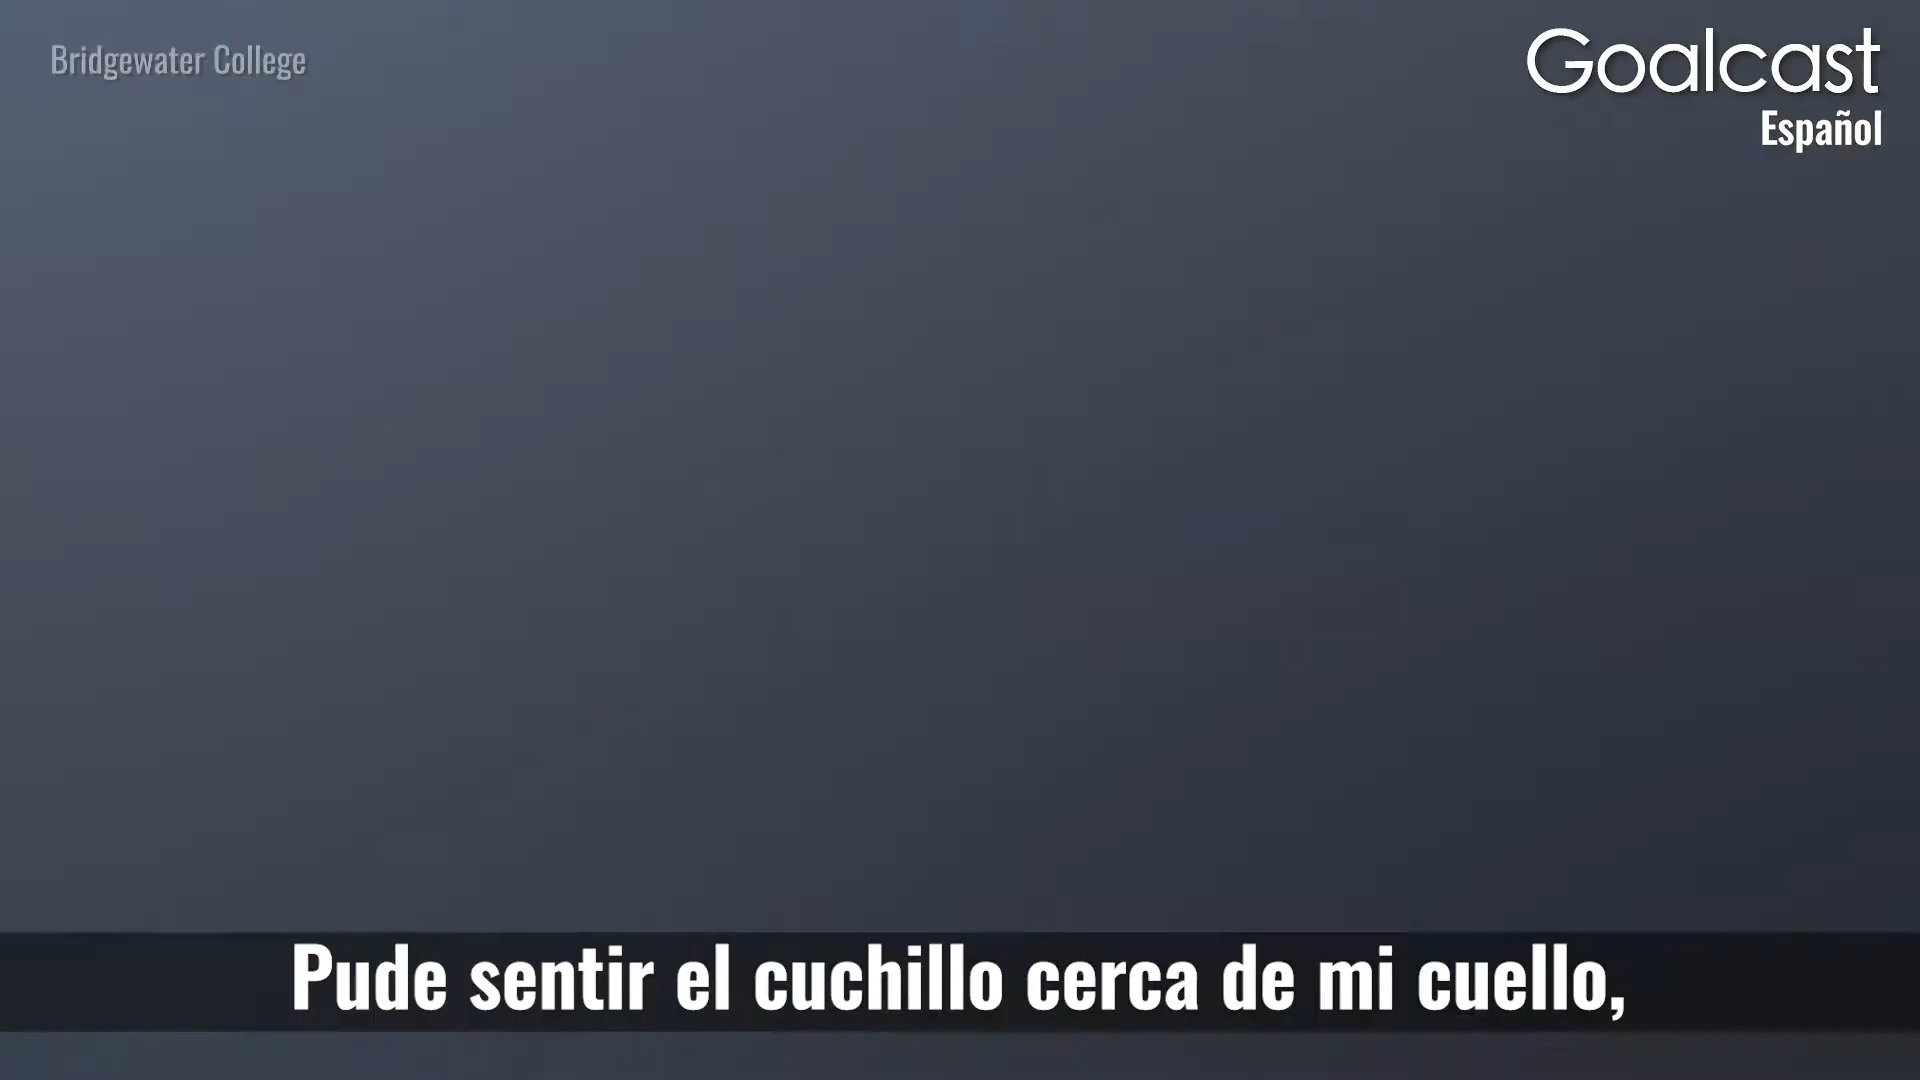 Bridgewater College
Goalcast
Español
Pude sentir el cuchillo cerca de mi cuello,